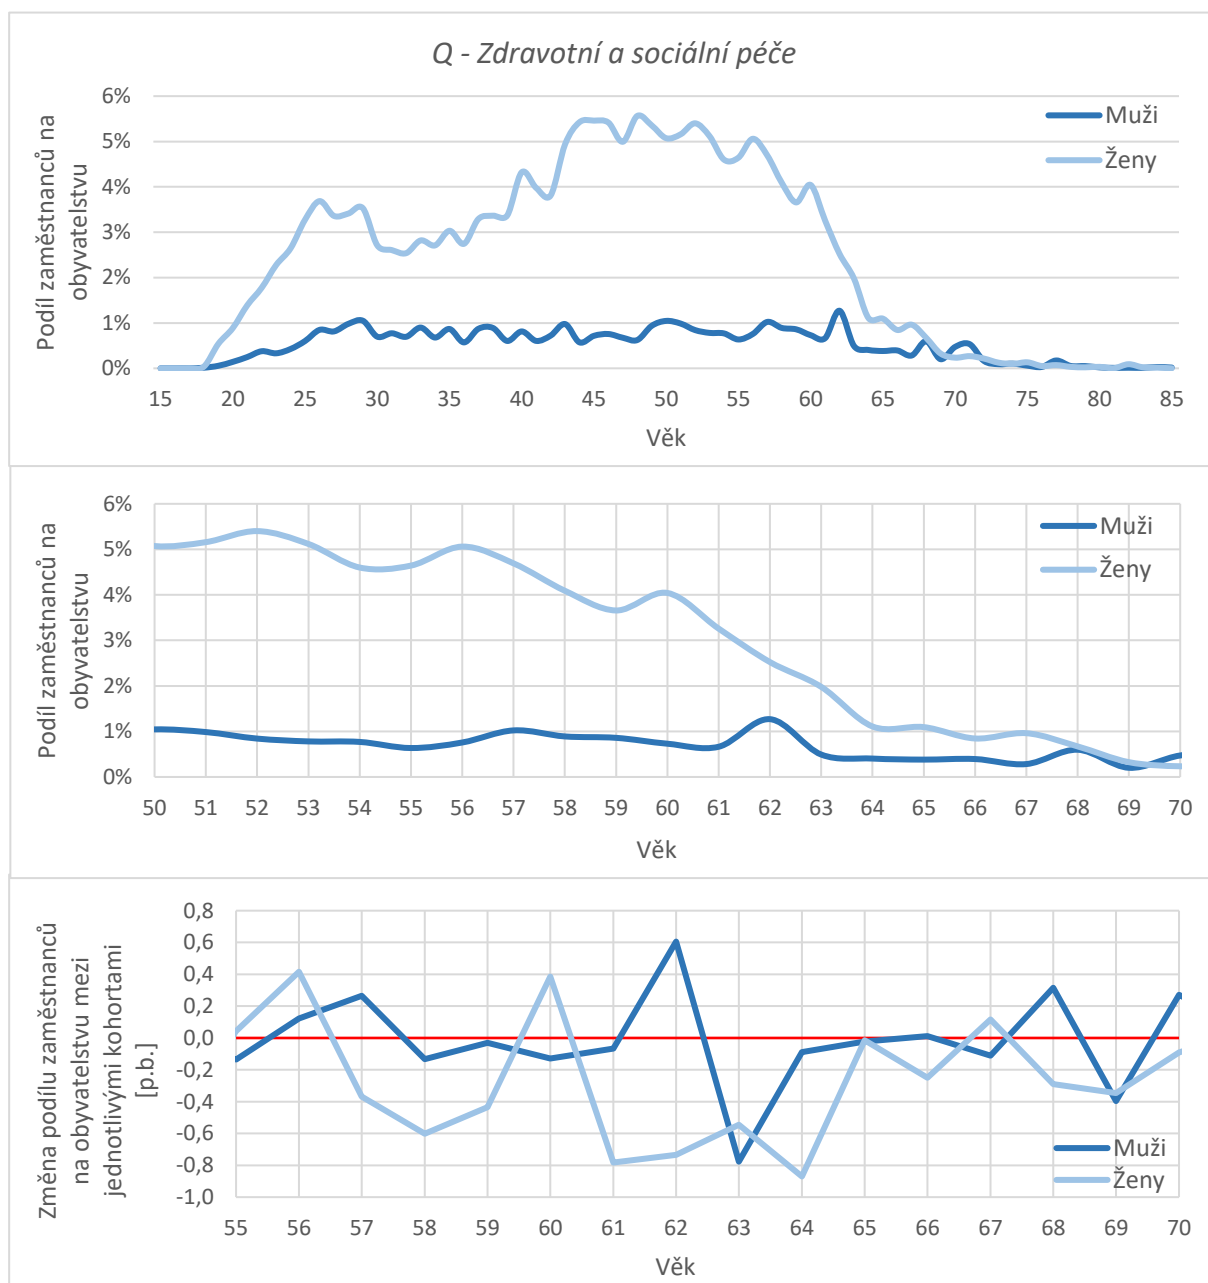 Q - Zdravotní a sociální péče
Podíl zaměstnanců na
obyvatelstvu
6%
5%
4%
3%
2%
1%
0%
Muži
Ženy
15 20 25 30 35 40 45 50 55 60 65 70 75 80 85
Věk
Podíl zaměstnanců na
obyvatelstvu
6%
5%
4%
3%
2%
1%
0%
Muži
Ženy
50 51 52 53 54 55 56 57 58 59 60 61 62 63 64 65 66 67 68 69 70
Věk
Změna podílu zaměstnanců
na obyvatelstvu mezi
jednotlivými kohortami
[p.b.]
0,8
0,6
0,4
0,2
0,0
-0,2
-0,4
-0,6
-0,8
-1,0
Muži
Ženy
55 56 57 58 59 60 61 62 63 64 65 66 67 68 69 70
Věk